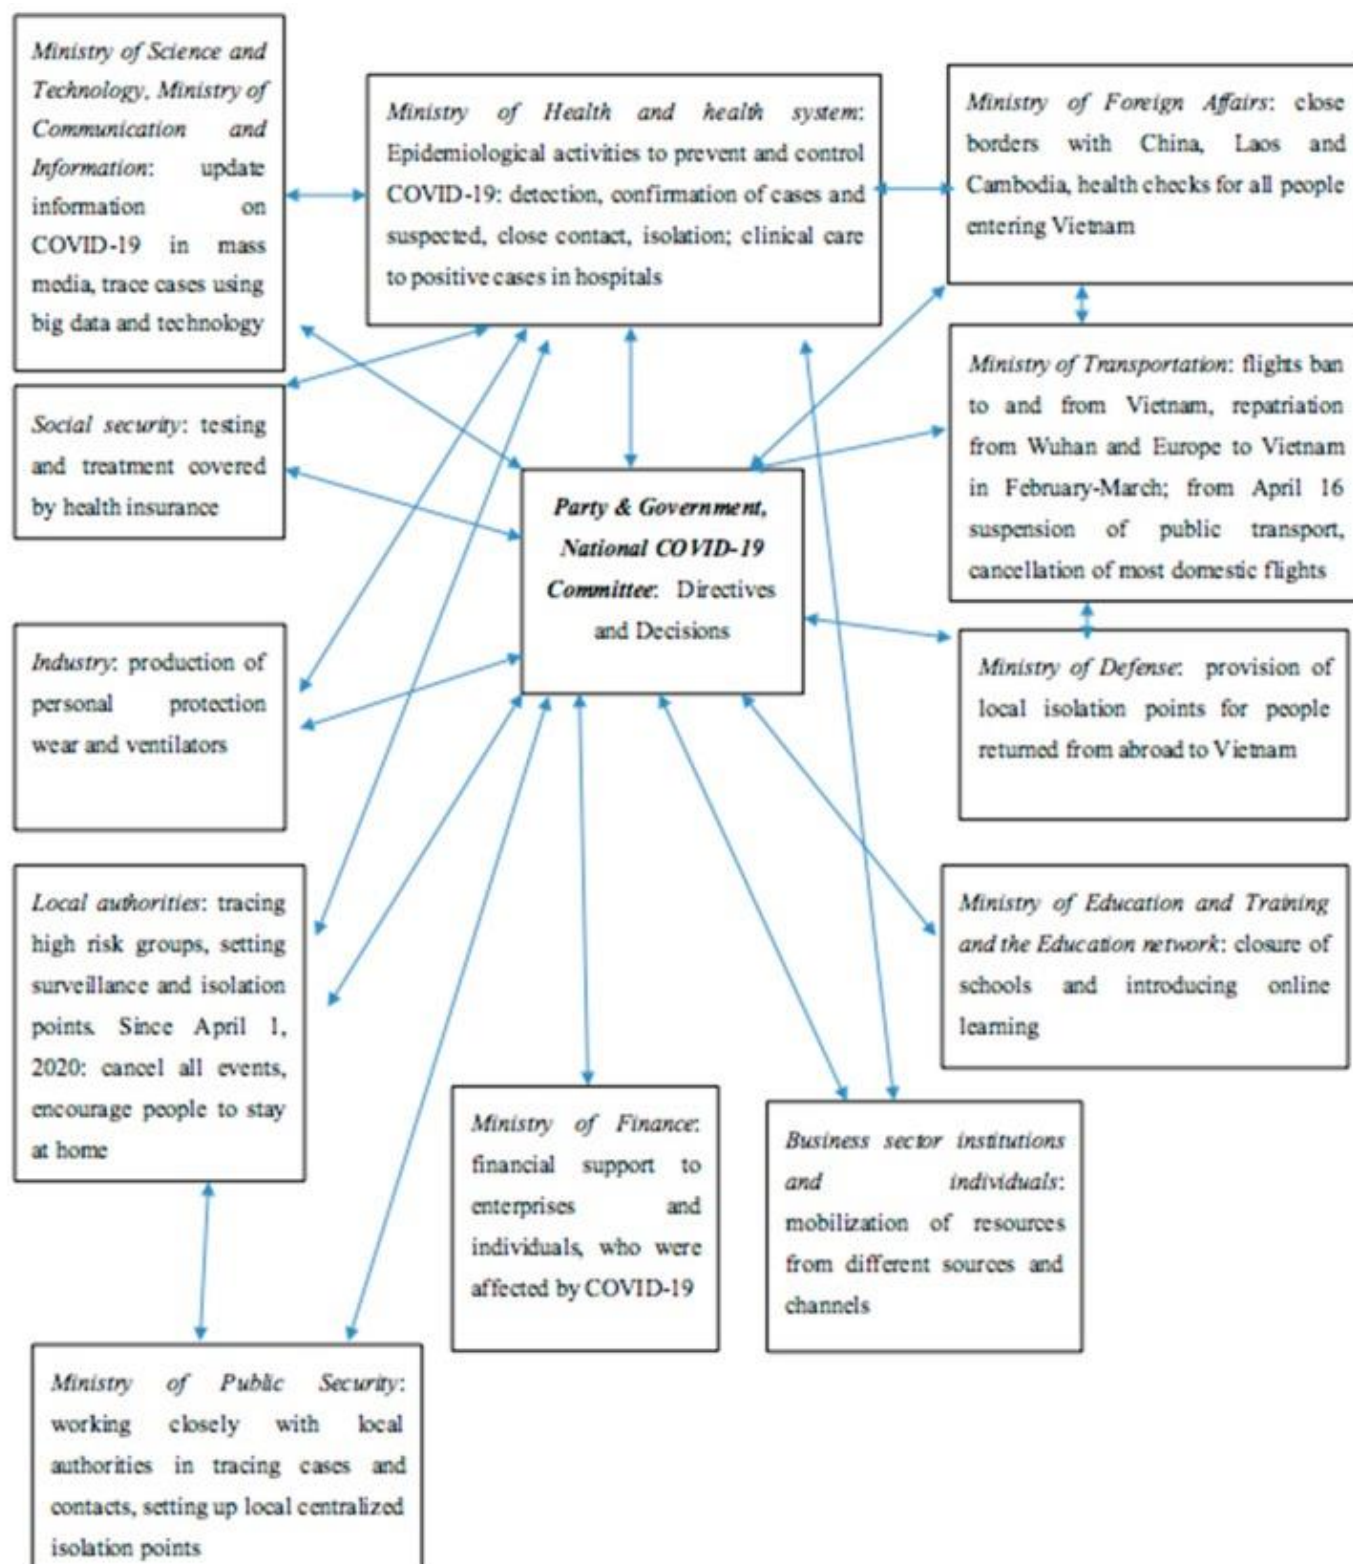 Ministry of Science and
Technology, Ministry of
Communication and
Information: update
information on
COVID-19 in mass
media, trace cases using
big data and technology
Ministry of Health and health system:
Epidemiological activities to prevent and control
COVID-19: detection, confirmation of cases and
suspected, close contact, isolation; clinical care
to positive cases in hospitals
Ministry of Foreign Affairs: close
borders with China, Laos and
Cambodia, health checks for all people
entering Vietnam
Social security: testing
and treatment covered
by health insurance
Party & Government,
National COVID-19
Committee: Directives
and Decisions
Ministry of Transportation: flights ban
to and from Vietnam, repatriation
from Wuhan and Europe to Vietnam
in February-March; from April 16
suspension of public transport,
cancellation of most domestic flights
Industry: production of
personal protection
wear and ventilators
Ministry of Defense: provision of
local isolation points for people
returned from abroad to Vietnam
Local authorities: tracing
high risk groups, setting
surveillance and isolation
points. Since April 1,
2020: cancel all events,
encourage people to stay
at home
Ministry of Education and Training
and the Education network: closure of
schools and introducing online
learning
Ministry of Finance:
financial support to
enterprises and
individuals, who were
affected by COVID-19
Business sector institutions
and individuals:
mobilization of resources
from different sources and
channels
Ministry of Public Security:
working closely with local
authorities in tracing cases and
contacts, setting up local centralized
isolation points